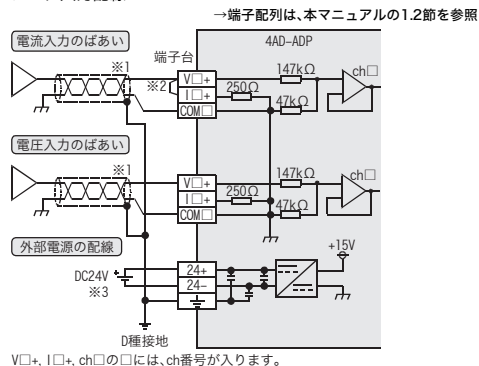 →端子配列は、本マニュアルの1.2節を参照
電流入力のばあい
4AD-ADP
端子台
※1
※2
V□+
I□+
COM□
147kΩ
250Ω
47kΩ
ch□
電圧入力のばあい
※1
V□+
I□+
COM□
147kΩ
250Ω
47kΩ
ch□
外部電源の配線
+15V
DC24V
※3
24+
24-
D種接地
V□+, I□+, ch□の□には、ch番号が入ります。